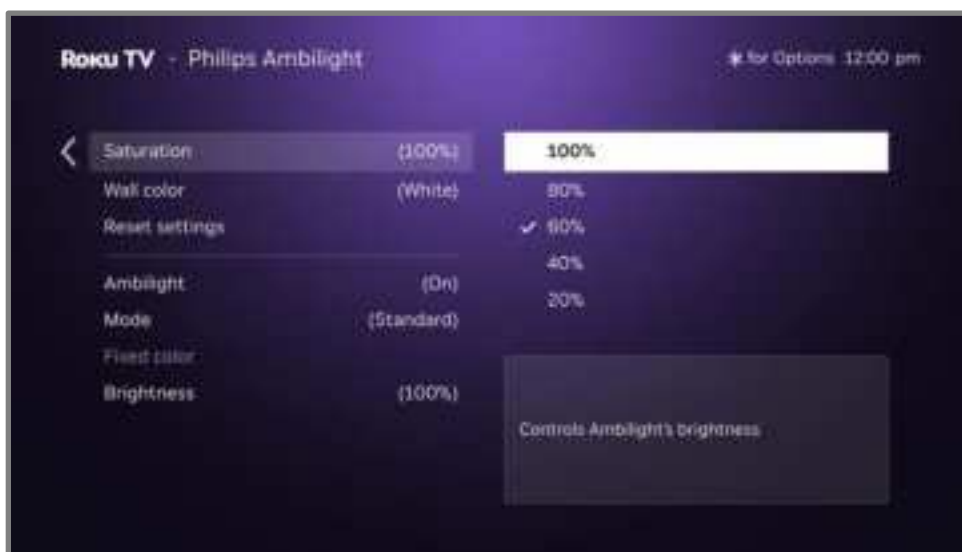 Roku TV - Philips Ambilight
* for Options 12:00 pm
Saturation (100%)
Wall color (White)
Reset settings
Ambilight (On)
Mode (Standard)
Fixed color
Brightness (100%)
100%
80%
60%
40%
20%
Controls Ambilight's brightness